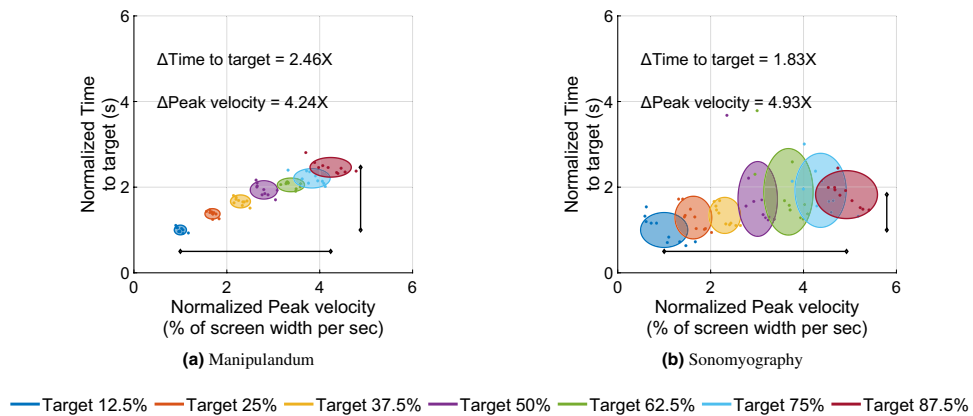 6
4
2
0
Normalized Time
to target (s)
ΔTime to target = 2.46X
ΔPeak velocity = 4.24X
0 2 4 6
Normalized Peak velocity
(% of screen width per sec)
(a) Manipulandum
6
4
2
0
Normalized Time
to target (s)
ΔTime to target = 1.83X
ΔPeak velocity = 4.93X
0 2 4 6
Normalized Peak velocity
(% of screen width per sec)
(b) Sonomyography
Target 12.5% Target 25% Target 37.5% Target 50% Target 62.5% Target 75% Target 87.5%